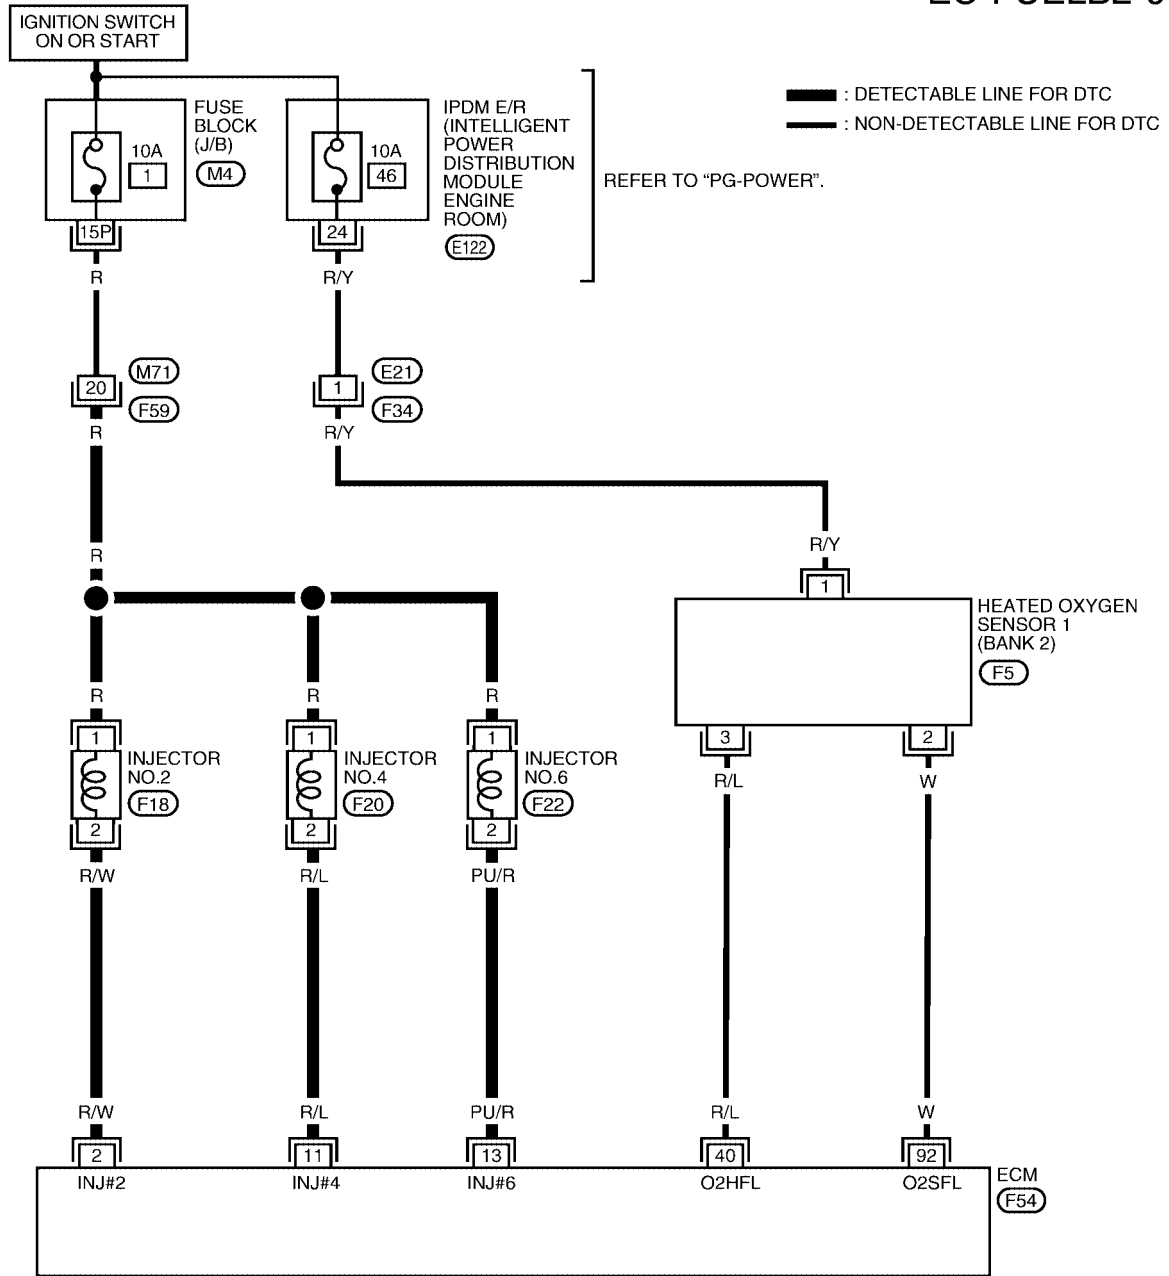 IGNITION SWITCH
ON OR START
: DETECTABLE LINE FOR DTC
: NON-DETECTABLE LINE FOR DTC
10A
1
FUSE
BLOCK
(J/B)
M4
10A
46
IPDM E/R
(INTELLIGENT
POWER
DISTRIBUTION
MODULE
ENGINE
ROOM)
E122
REFER TO “PG-POWER”.
15P
24
R
R/Y
20
M71
F59
1
E21
F34
R
R/Y
R
R/Y
1
HEATED OXYGEN
SENSOR 1
(BANK 2)
F5
R
R
R
1
1
1
3
2
INJECTOR
NO.2
F18
INJECTOR
NO.4
F20
INJECTOR
NO.6
F22
R/L
W
2
2
2
R/W
R/L
PU/R
R/W
R/L
PU/R
R/L
W
2
11
13
40
92
INJ#2
INJ#4
INJ#6
O2HFL
O2SFL
ECM
F54